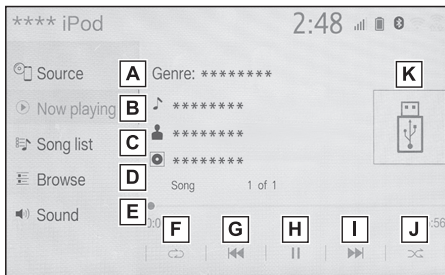 **** iPod 2:48
Source A Genre: ******** K
Now playing B ********
Song list C ********
Browse D ********
Song 1 of 1
Sound E
0:0 F G H I J :56